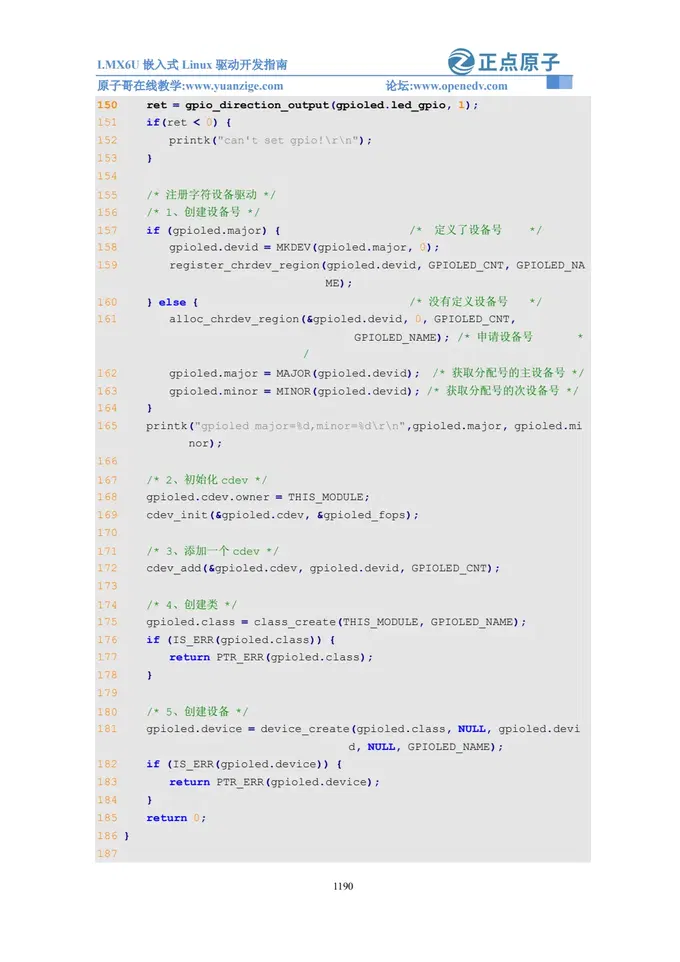 I.MX6U 嵌入式 Linux 驱动开发指南
正点原子
原子哥在线教学:www.yuanzige.com 论坛:www.openedv.com
150 ret = gpio_direction_output(gpioled.led_gpio, 1);
151 if(ret < 0) {
152 printk("can't set gpio!\r\n");
153 }
154
155 /* 注册字符设备驱动 */
156 /* 1、创建设备号 */
157 if (gpioled.major) { /* 定义了设备号 */
158 gpioled.devid = MKDEV(gpioled.major, 0);
159 register_chrdev_region(gpioled.devid, GPIOLED_CNT, GPIOLED_NA
ME);
160 } else { /* 没有定义设备号 */
161 alloc_chrdev_region(&gpioled.devid, 0, GPIOLED_CNT,
GPIOLED_NAME); /* 申请设备号 *
/
162 gpioled.major = MAJOR(gpioled.devid); /* 获取分配号的主设备号 */
163 gpioled.minor = MINOR(gpioled.devid); /* 获取分配号的次设备号 */
164 }
165 printk("gpioled major=%d,minor=%d\r\n",gpioled.major, gpioled.mi
nor);
166
167 /* 2、初始化 cdev */
168 gpioled.cdev.owner = THIS_MODULE;
169 cdev_init(&gpioled.cdev, &gpioled_fops);
170
171 /* 3、添加一个 cdev */
172 cdev_add(&gpioled.cdev, gpioled.devid, GPIOLED_CNT);
173
174 /* 4、创建类 */
175 gpioled.class = class_create(THIS_MODULE, GPIOLED_NAME);
176 if (IS_ERR(gpioled.class)) {
177 return PTR_ERR(gpioled.class);
178 }
179
180 /* 5、创建设备 */
181 gpioled.device = device_create(gpioled.class, NULL, gpioled.devi
d, NULL, GPIOLED_NAME);
182 if (IS_ERR(gpioled.device)) {
183 return PTR_ERR(gpioled.device);
184 }
185 return 0;
186 }
187
1190